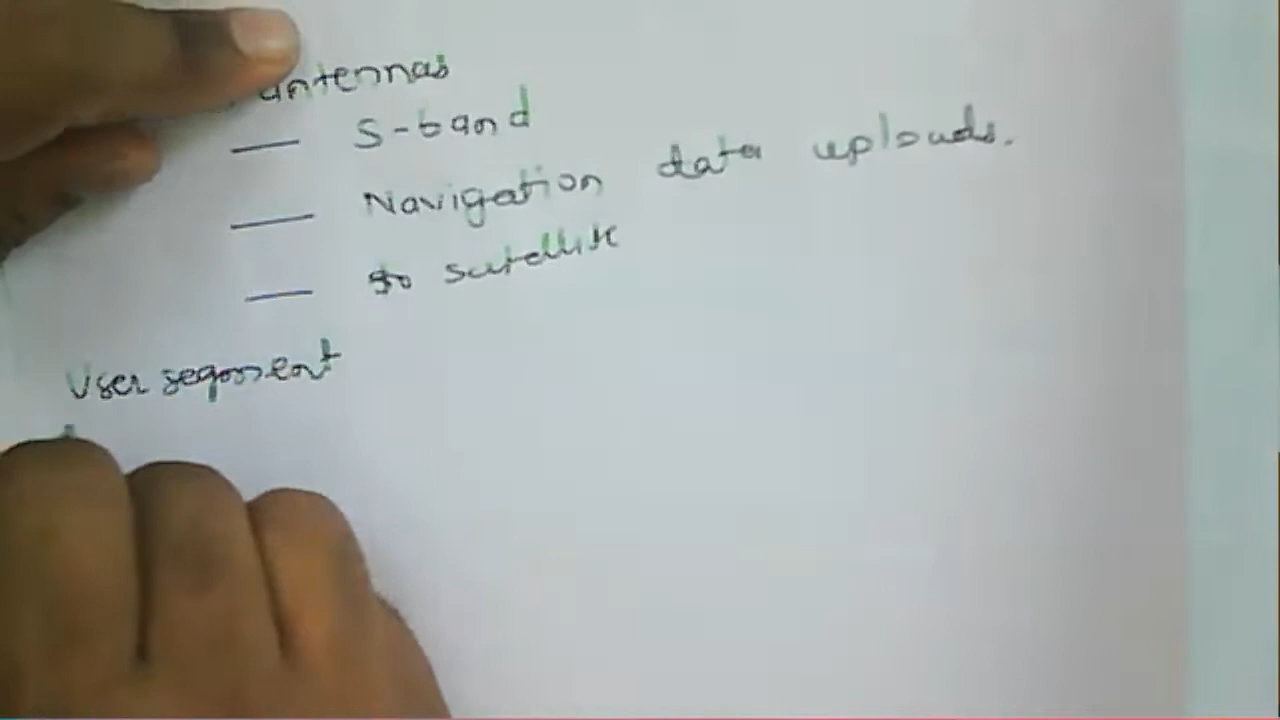 antennas
— S-band
— Navigation data uploads.
— to satellite
User segment